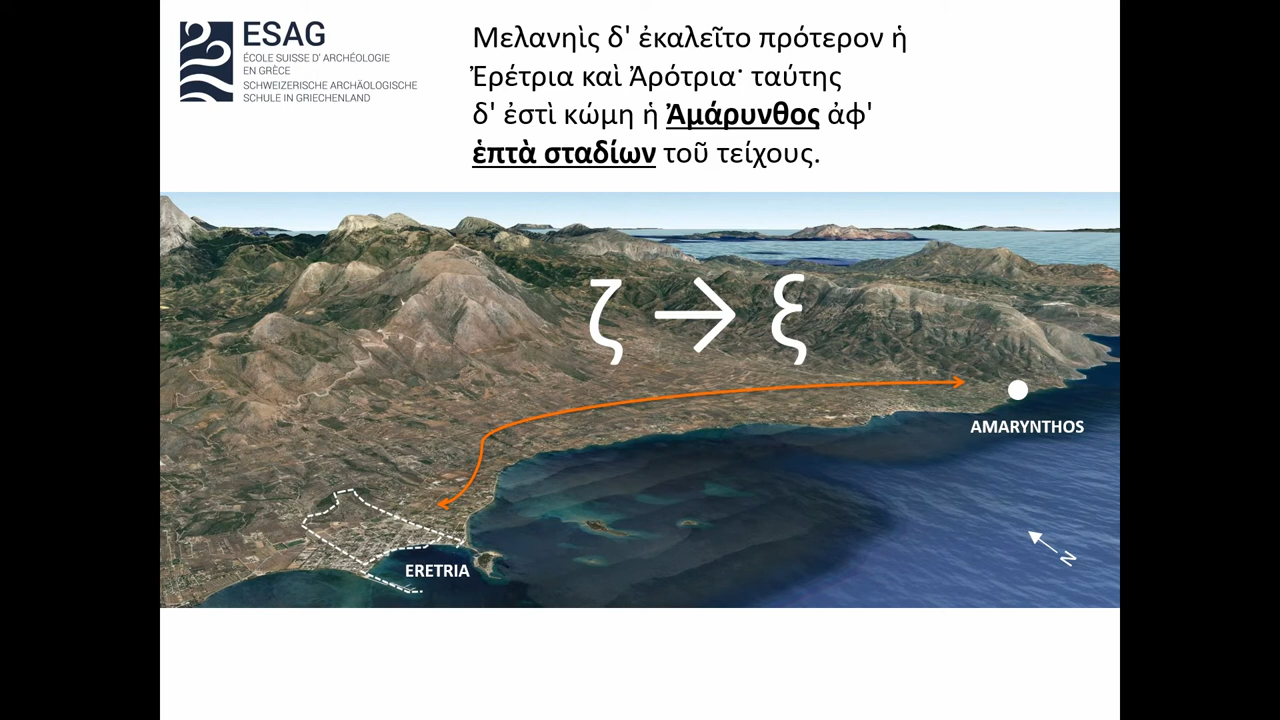 ESAG
ÉCOLE SUISSE D' ARCHÉOLOGIE
EN GRÈCE
SCHWEIZERISCHE ARCHÄOLOGISCHE
SCHULE IN GRIECHENLAND
Μελανηὶς δ' ἐκαλεῖτο πρότερον ἡ
Ἐρέτρια καὶ Ἀρότρια· ταύτης
δ' ἐστὶ κώμη ἡ Ἀμάρυνθος ἀφ'
ἑπτὰ σταδίων τοῦ τείχους.
ζ → ξ
AMARYNTHOS
N
ERETRIA